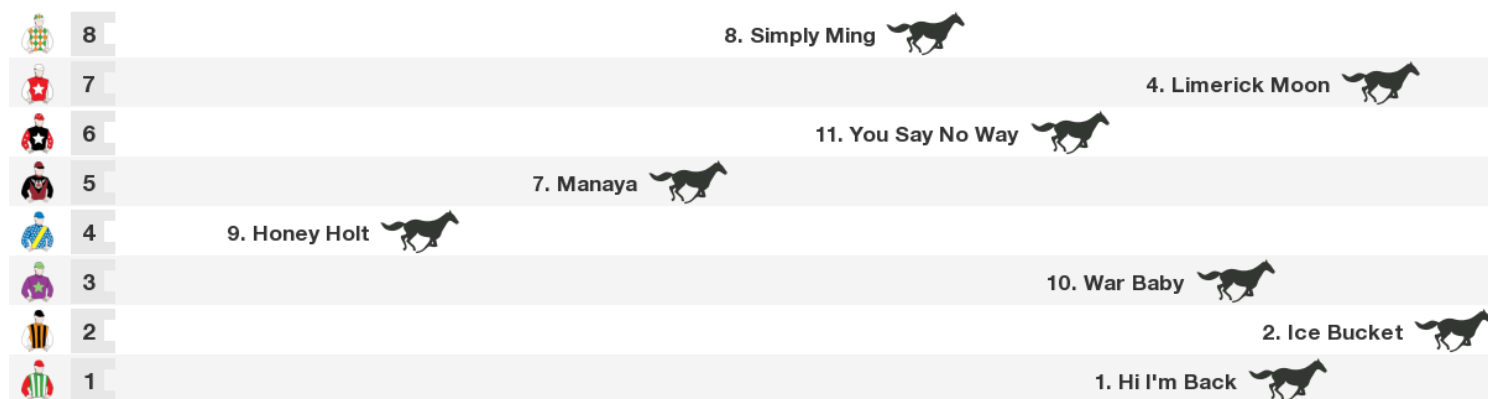 8 8. Simply Ming
7 4. Limerick Moon
6 11. You Say No Way
5 7. Manaya
4 9. Honey Holt
3 10. War Baby
2 2. Ice Bucket
1 1. Hi I'm Back